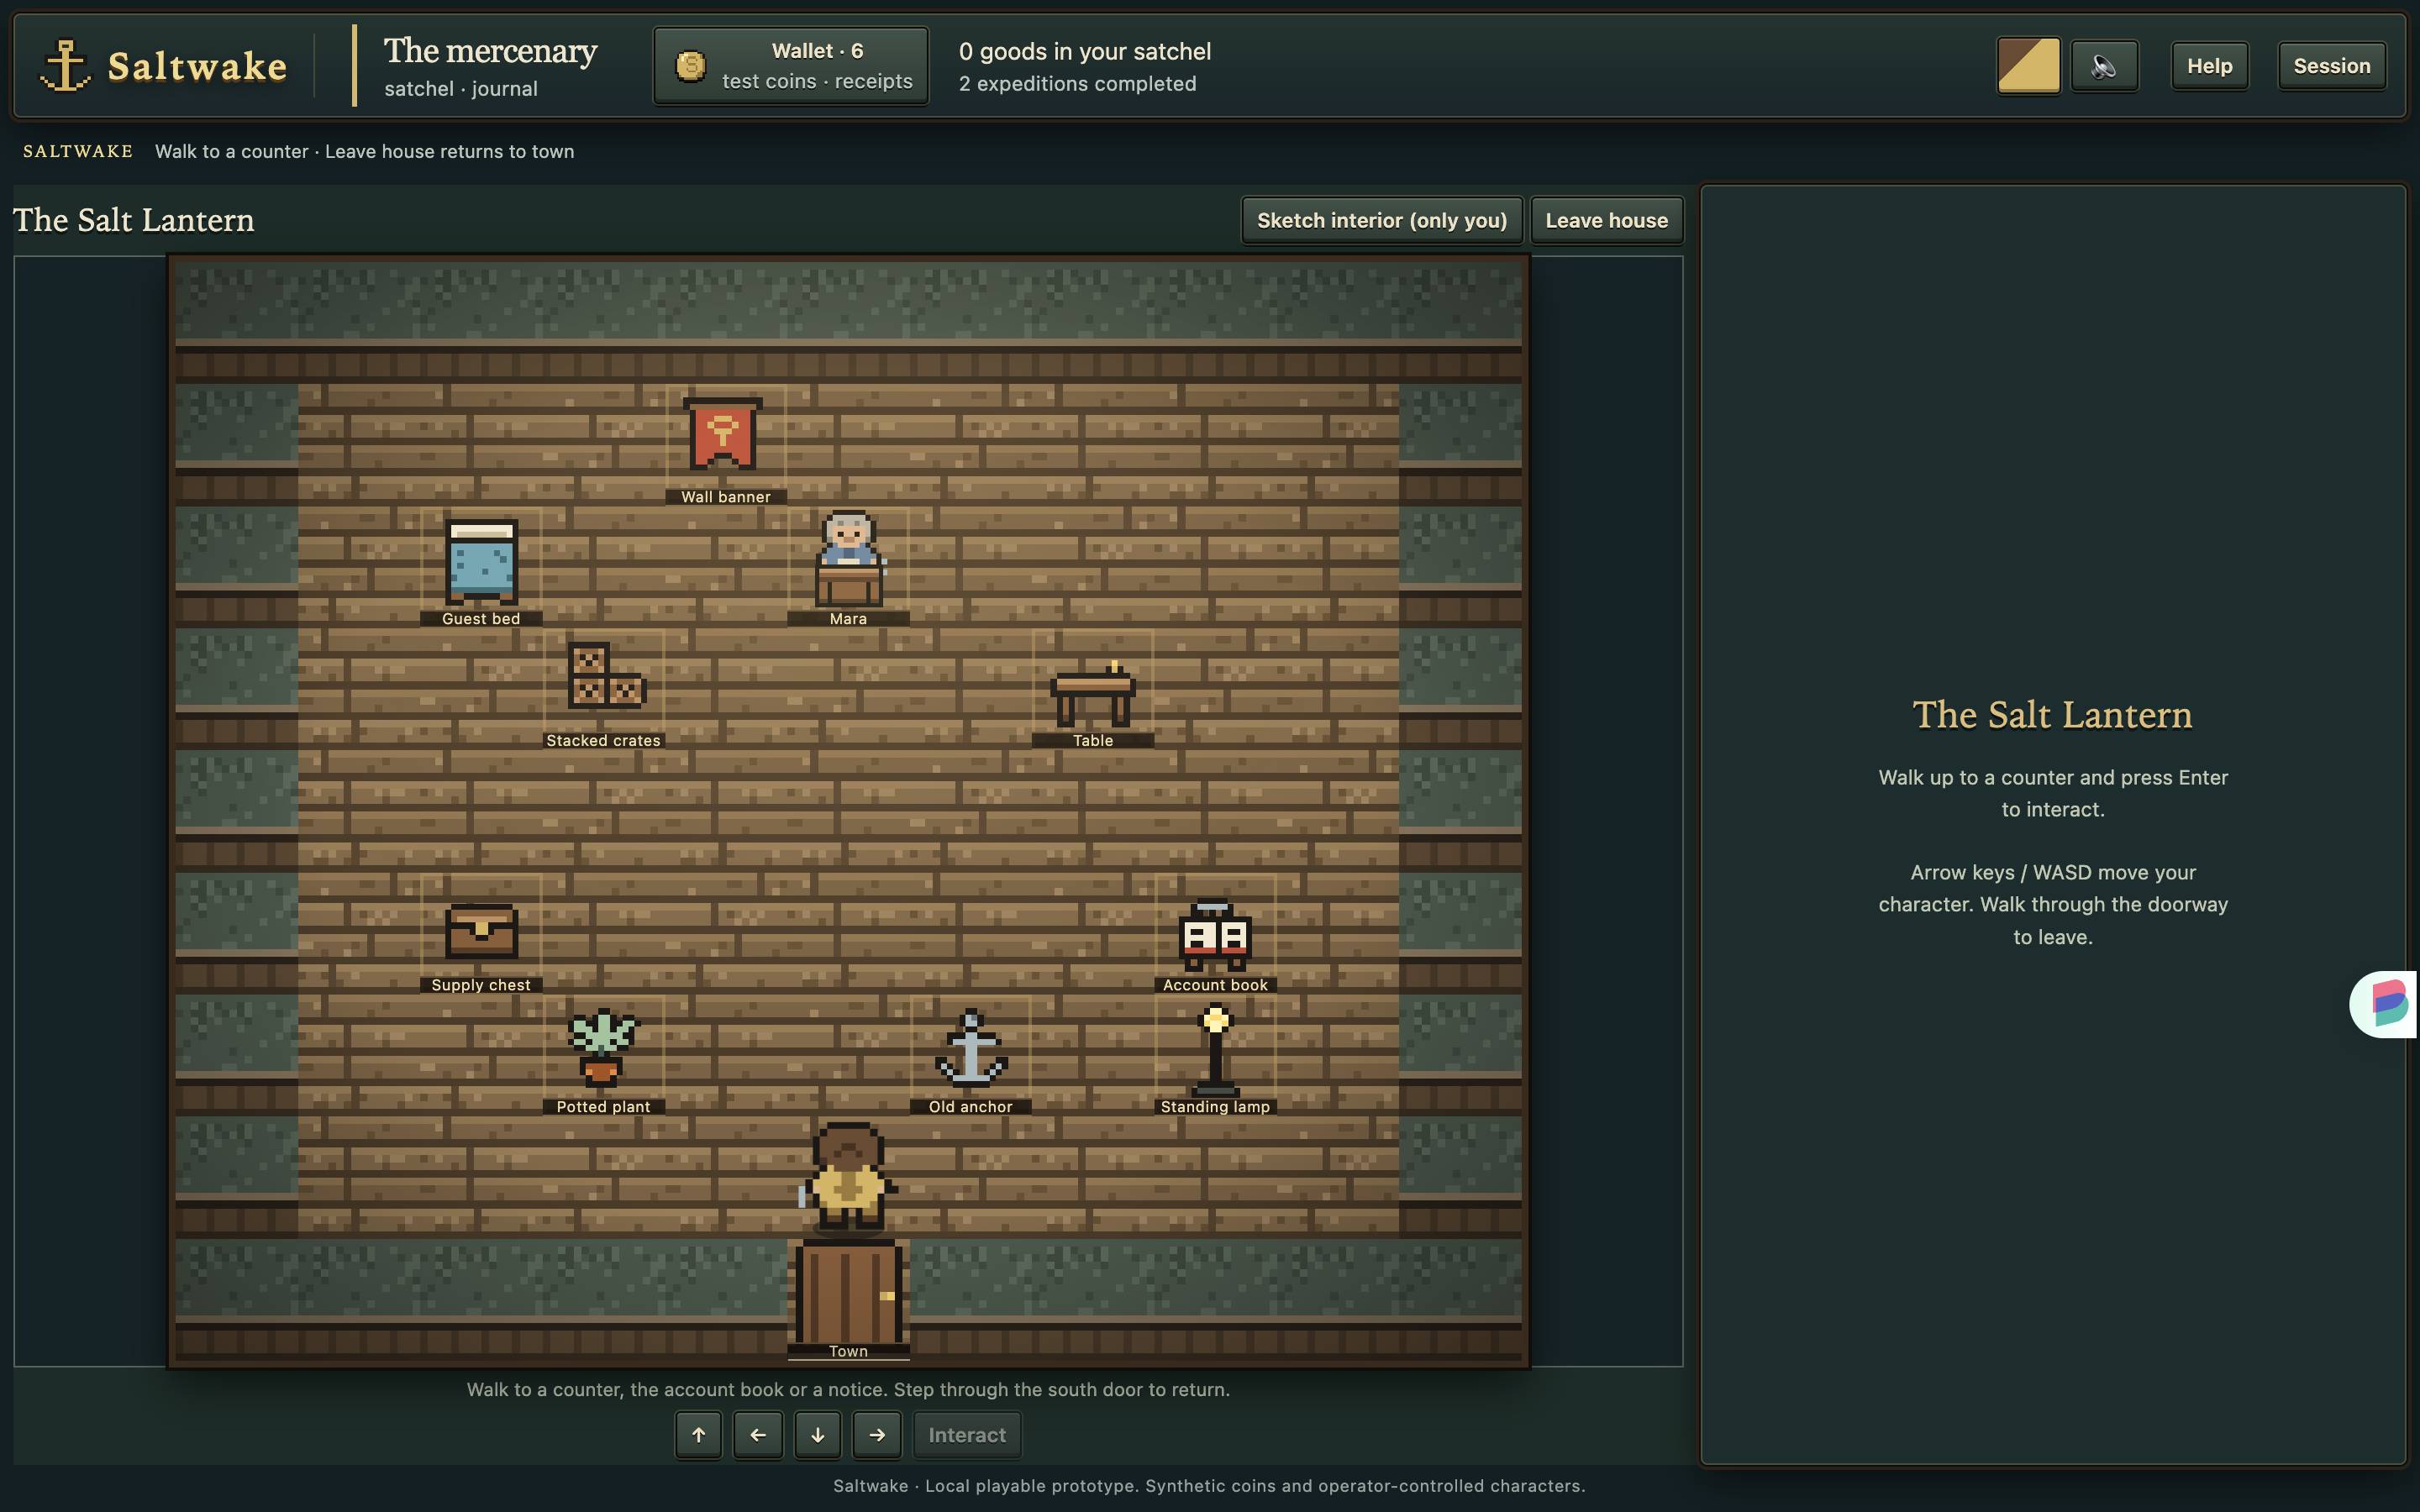 Saltwake
The mercenary
satchel · journal
Wallet · 6
test coins · receipts
0 goods in your satchel
2 expeditions completed
Help
Session
SALTWAKE Walk to a counter · Leave house returns to town
The Salt Lantern
Sketch interior (only you)
Leave house
Wall banner
Guest bed
Mara
Stacked crates
Table
Supply chest
Account book
Potted plant
Old anchor
Standing lamp
Town
Walk to a counter, the account book or a notice. Step through the south door to return.
↑ ← ↓ → Interact
The Salt Lantern
Walk up to a counter and press Enter
to interact.
Arrow keys / WASD move your
character. Walk through the doorway
to leave.
Saltwake · Local playable prototype. Synthetic coins and operator-controlled characters.